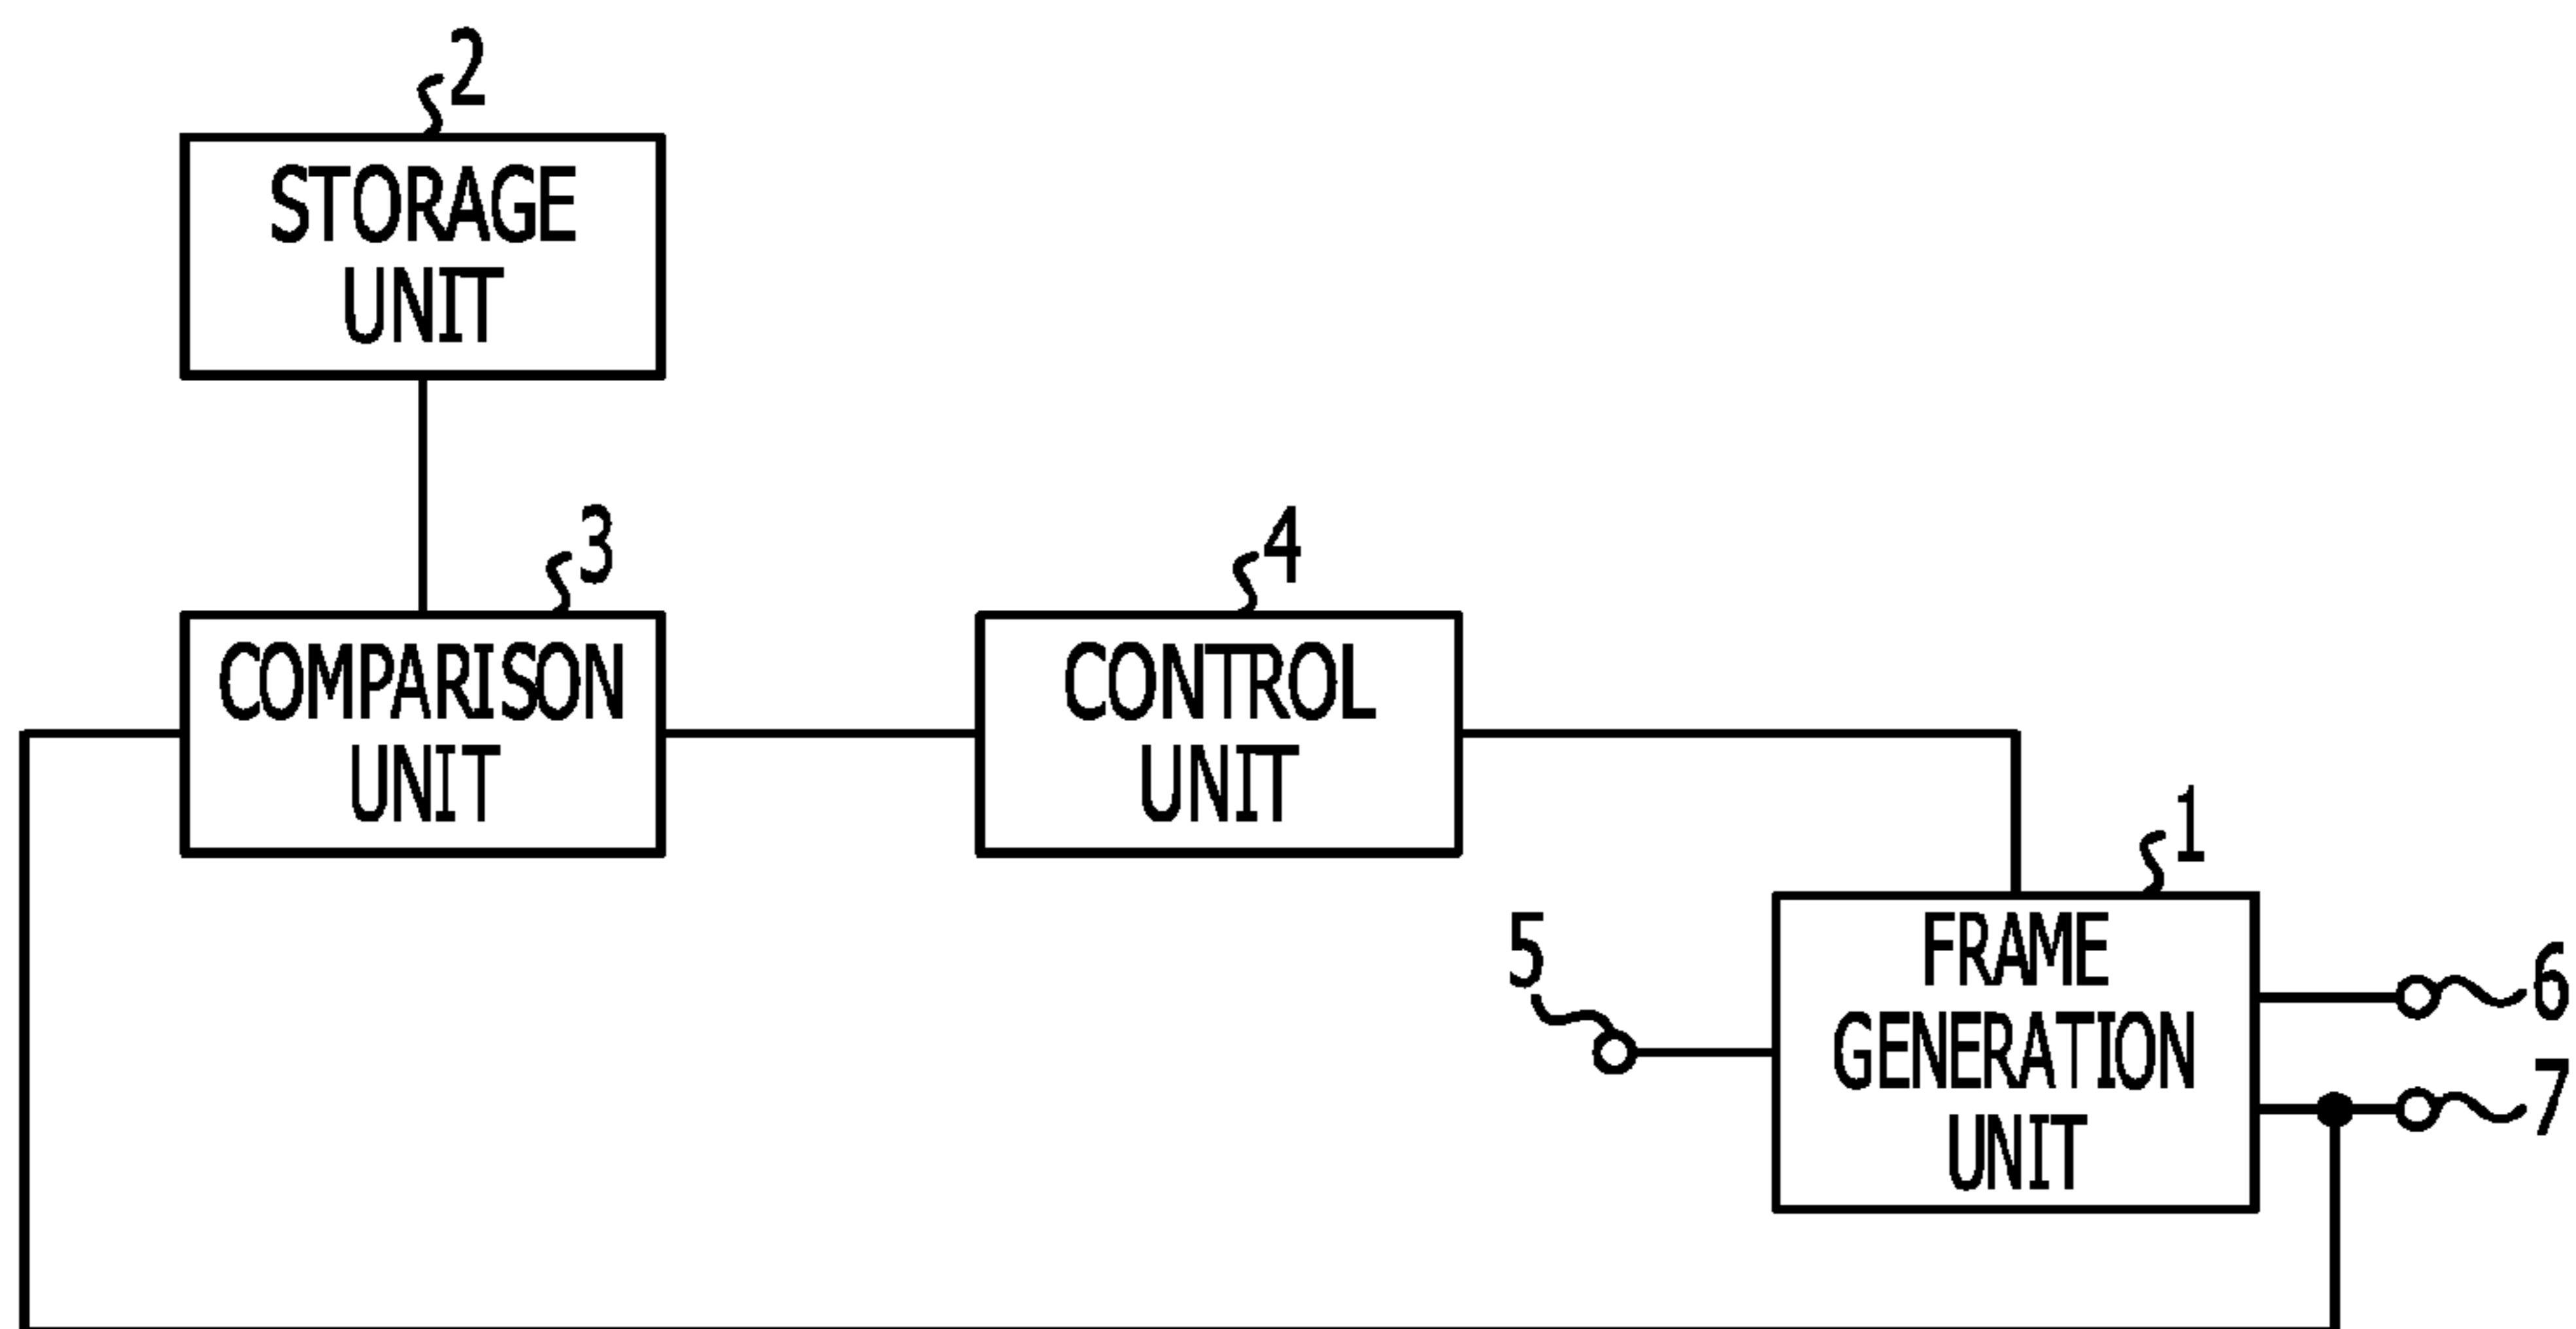 2
STORAGE
UNIT
3
COMPARISON
UNIT
4
CONTROL
UNIT
1
FRAME
GENERATION
UNIT
5
6
7